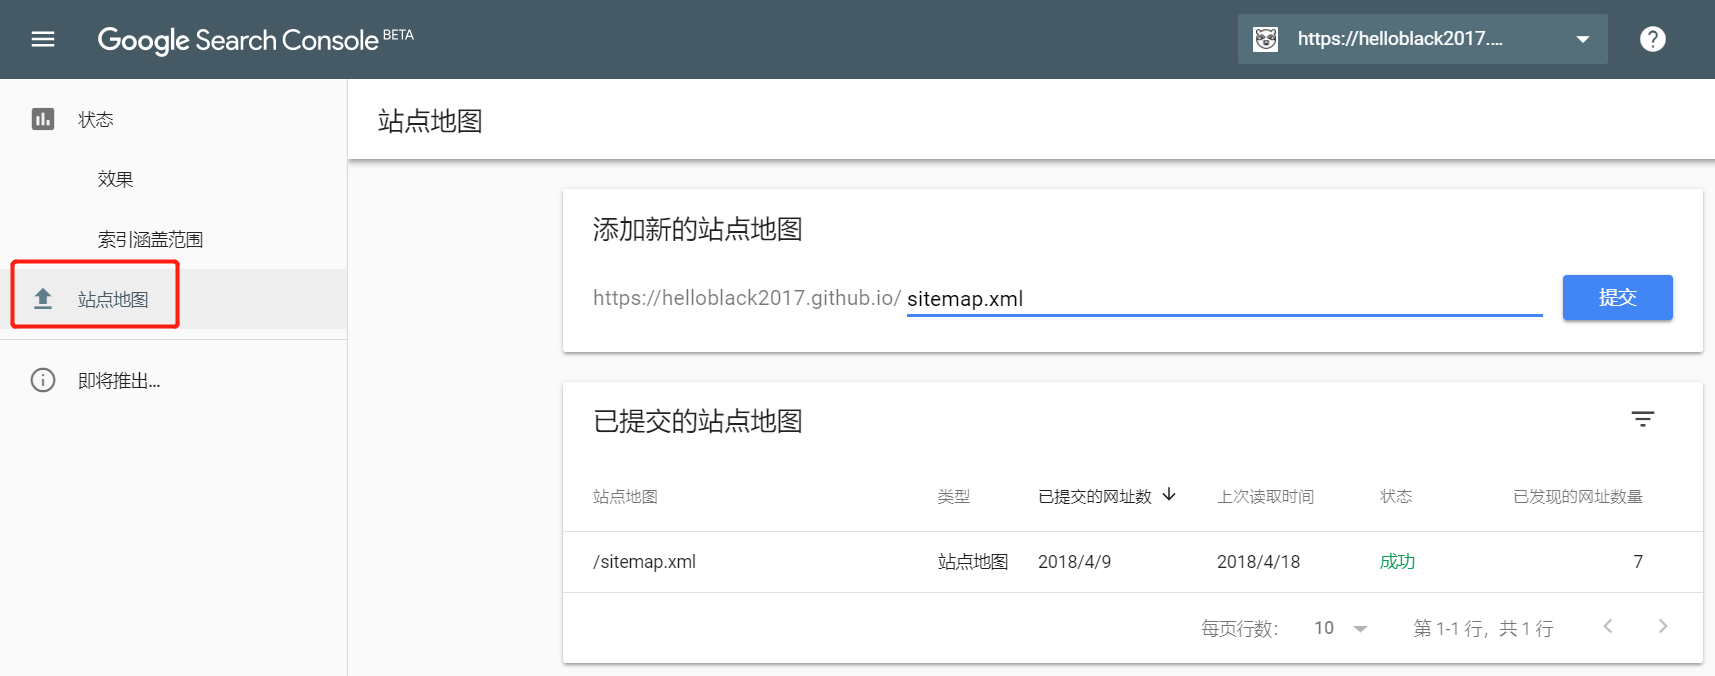 Google Search Console BETA
https://helloblack2017....
状态
效果
索引涵盖范围
站点地图
即将推出...
站点地图
添加新的站点地图
https://helloblack2017.github.io/ sitemap.xml
提交
已提交的站点地图
站点地图 类型 已提交的网址数 上次读取时间 状态 已发现的网址数量
/sitemap.xml 站点地图 2018/4/9 2018/4/18 成功 7
每页行数： 10 第 1-1 行，共 1 行